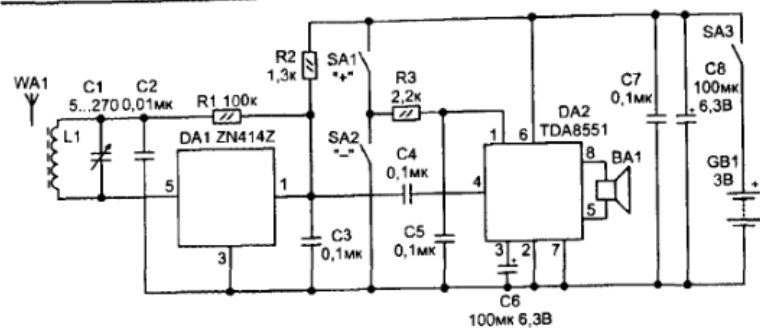 WA1
C1
5...270
C2
0,01мк
L1
R1 100к
DA1 ZN414Z
5
1
3
R2
1,3к
SA1
"+"
SA2
"–"
R3
2,2к
C3
0,1мк
C4
0,1мк
C5
0,1мк
1
6
4
DA2
TDA8551
8
5
BA1
3
2
7
+
C6
100мк 6,3В
C7
0,1мк
SA3
C8
100мк
6,3В
+
GB1
3В
+